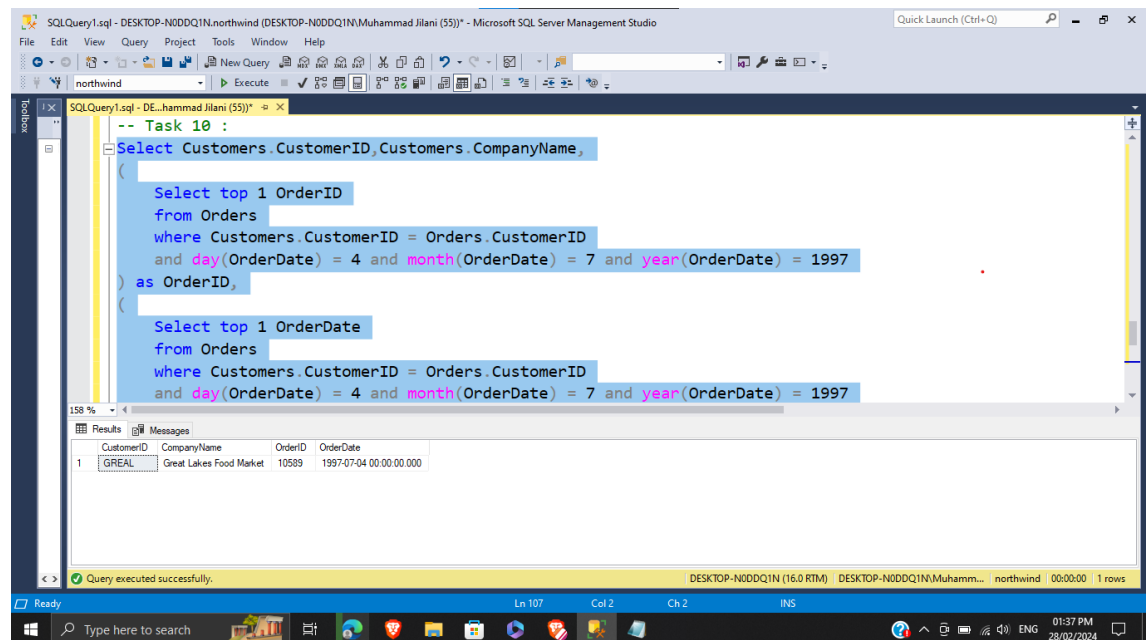 SQLQuery1.sql - DESKTOP-N0DDQ1N.northwind (DESKTOP-N0DDQ1N\Muhammad Jilani (55))* - Microsoft SQL Server Management Studio
Quick Launch (Ctrl+Q)
File Edit View Query Project Tools Window Help
New Query
northwind
Execute
Toolbox
SQLQuery1.sql - DE...hammad Jilani (55))*
-- Task 10 :
Select Customers.CustomerID,Customers.CompanyName,
(
Select top 1 OrderID
from Orders
where Customers.CustomerID = Orders.CustomerID
and day(OrderDate) = 4 and month(OrderDate) = 7 and year(OrderDate) = 1997
) as OrderID,
(
Select top 1 OrderDate
from Orders
where Customers.CustomerID = Orders.CustomerID
and day(OrderDate) = 4 and month(OrderDate) = 7 and year(OrderDate) = 1997
158 %
Results Messages
CustomerID CompanyName OrderID OrderDate
1 GREAL Great Lakes Food Market 10589 1997-07-04 00:00:00.000
Query executed successfully. DESKTOP-N0DDQ1N (16.0 RTM) DESKTOP-N0DDQ1N\Muhamm... northwind 00:00:00 1 rows
Ready Ln 107 Col 2 Ch 2 INS
Type here to search
ENG
01:37 PM
28/02/2024